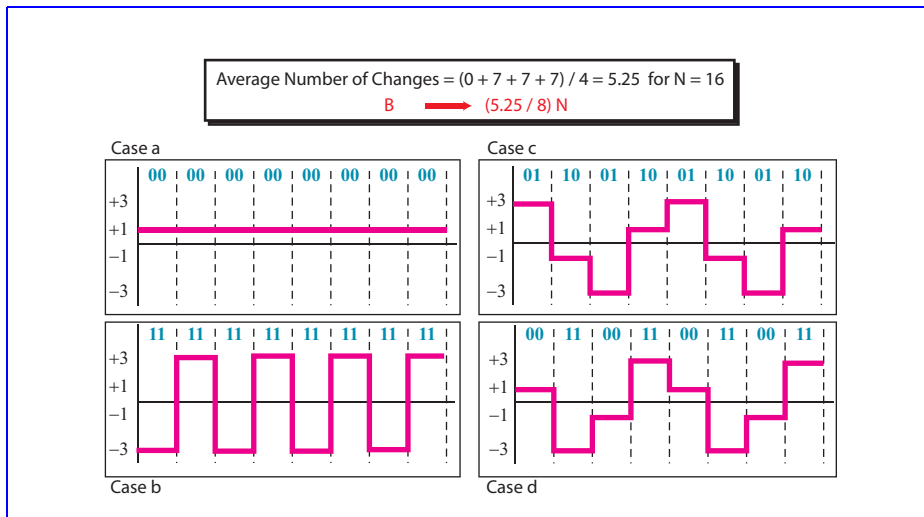 Average Number of Changes = (0 + 7 + 7 + 7) / 4 = 5.25 for N = 16
B (5.25 / 8) N
Case a
00 00 00 00 00 00 00 00
+3
+1
−1
−3
Case c
01 10 01 10 01 10 01 10
+3
+1
−1
−3
11 11 11 11 11 11 11 11
+3
+1
−1
−3
Case b
00 11 00 11 00 11 00 11
+3
+1
−1
−3
Case d